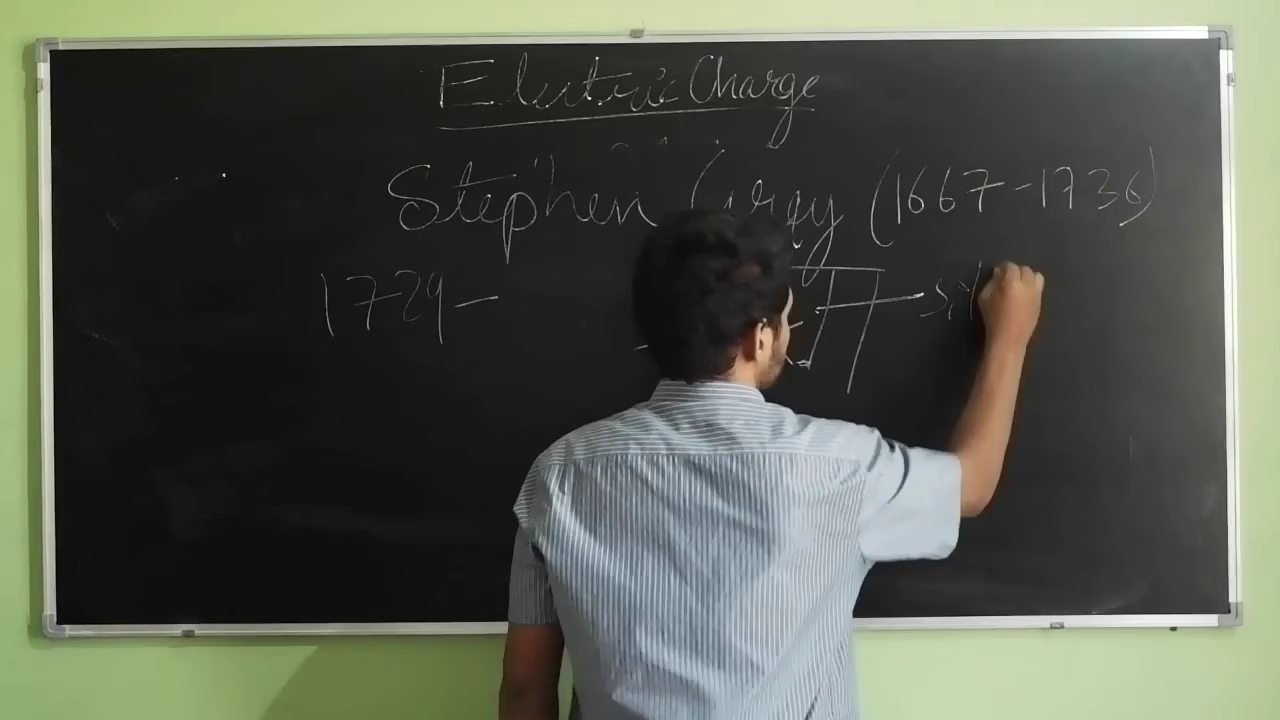 Electric Charge
Stephen Gray (1667-1736)
1729 —